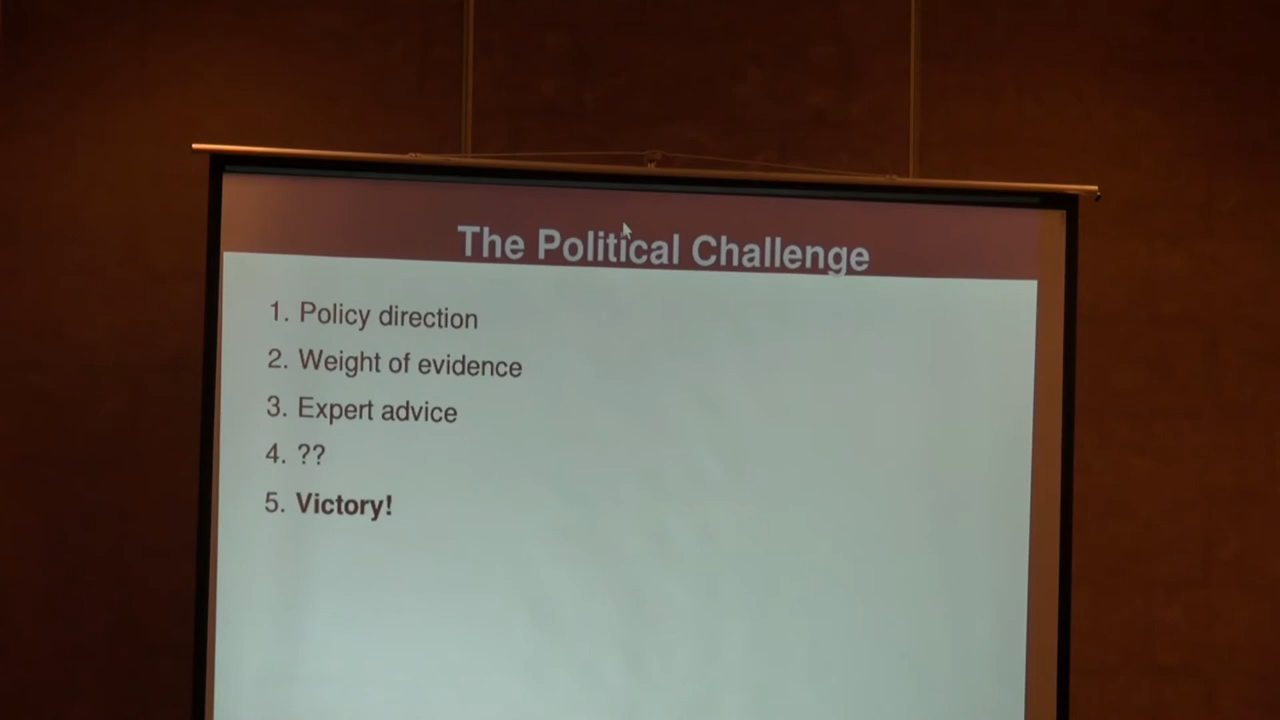 The Political Challenge
1. Policy direction
2. Weight of evidence
3. Expert advice
4. ??
5. Victory!